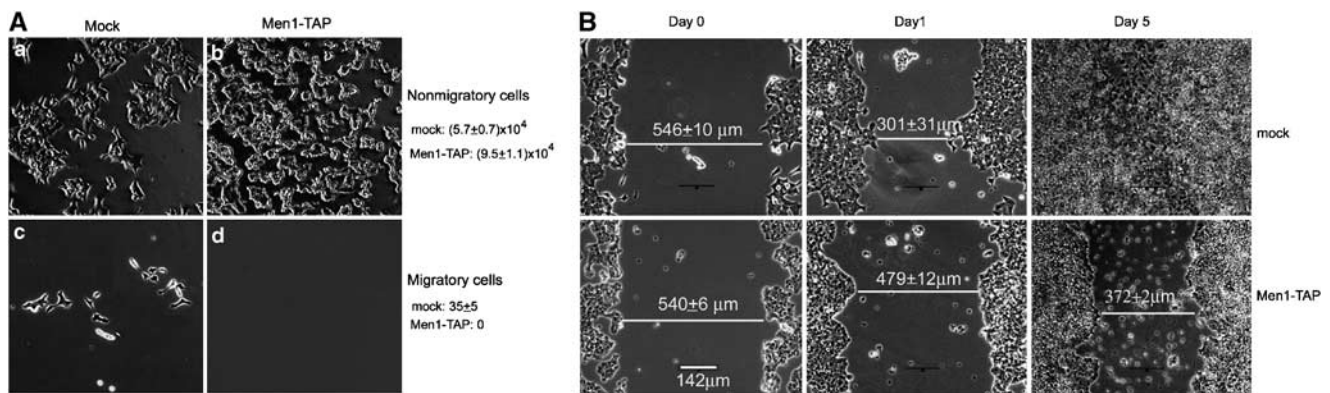 A
Mock
Men1-TAP
a
b
Nonmigratory cells
mock: (5.7±0.7)x10⁴
Men1-TAP: (9.5±1.1)x10⁴
c
d
Migratory cells
mock: 35±5
Men1-TAP: 0
B
Day 0
Day1
Day 5
546±10 µm
301±31µm
mock
540±6 µm
479±12µm
372±2µm
Men1-TAP
142µm